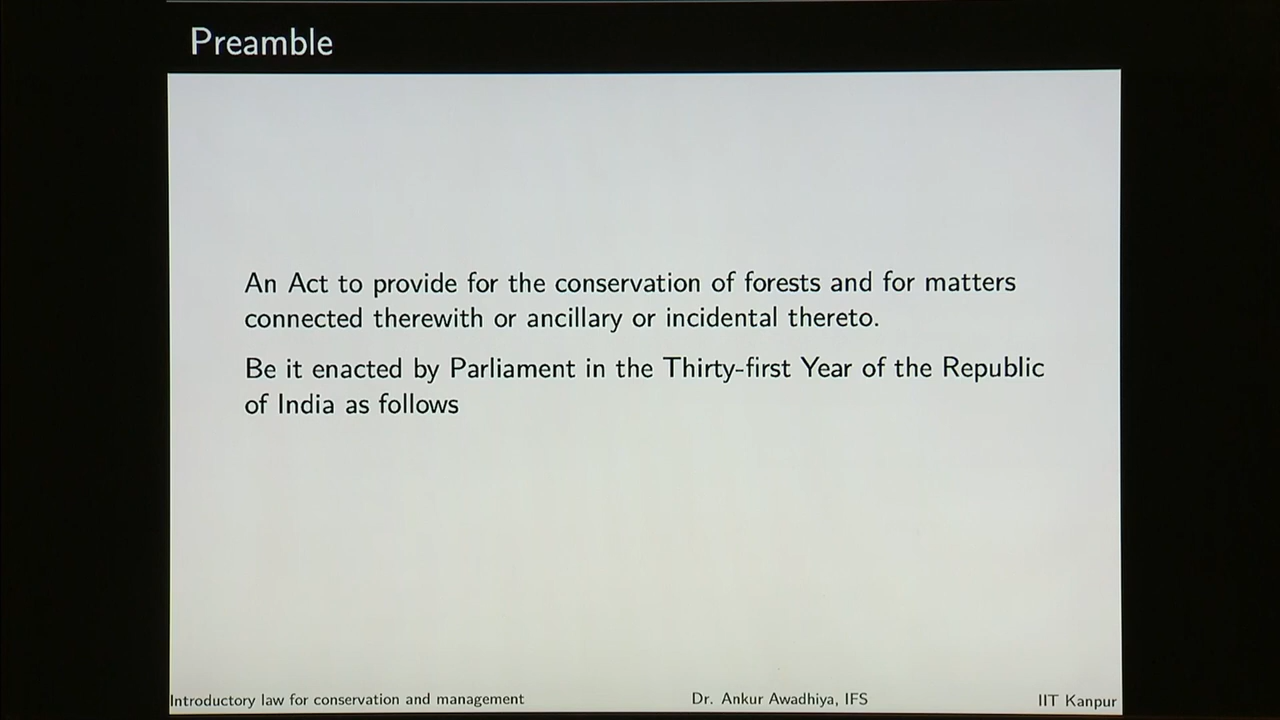 Preamble
An Act to provide for the conservation of forests and for matters
connected therewith or ancillary or incidental thereto.
Be it enacted by Parliament in the Thirty-first Year of the Republic
of India as follows
Introductory law for conservation and management
Dr. Ankur Awadhiya, IFS
IIT Kanpur